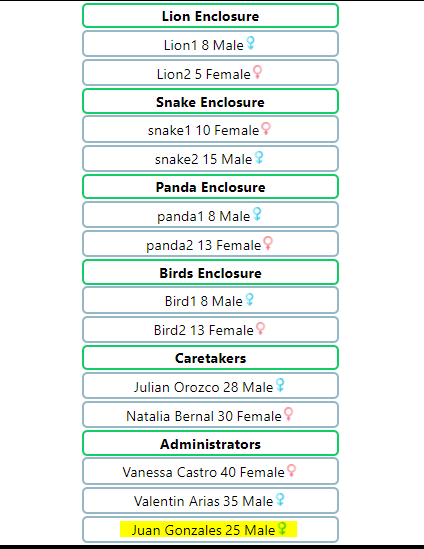 Lion Enclosure
Lion1 8 Male♀
Lion2 5 Female♀
Snake Enclosure
snake1 10 Female♀
snake2 15 Male♀
Panda Enclosure
panda1 8 Male♀
panda2 13 Female♀
Birds Enclosure
Bird1 8 Male♀
Bird2 13 Female♀
Caretakers
Julian Orozco 28 Male♀
Natalia Bernal 30 Female♀
Administrators
Vanessa Castro 40 Female♀
Valentin Arias 35 Male♀
Juan Gonzales 25 Male♀